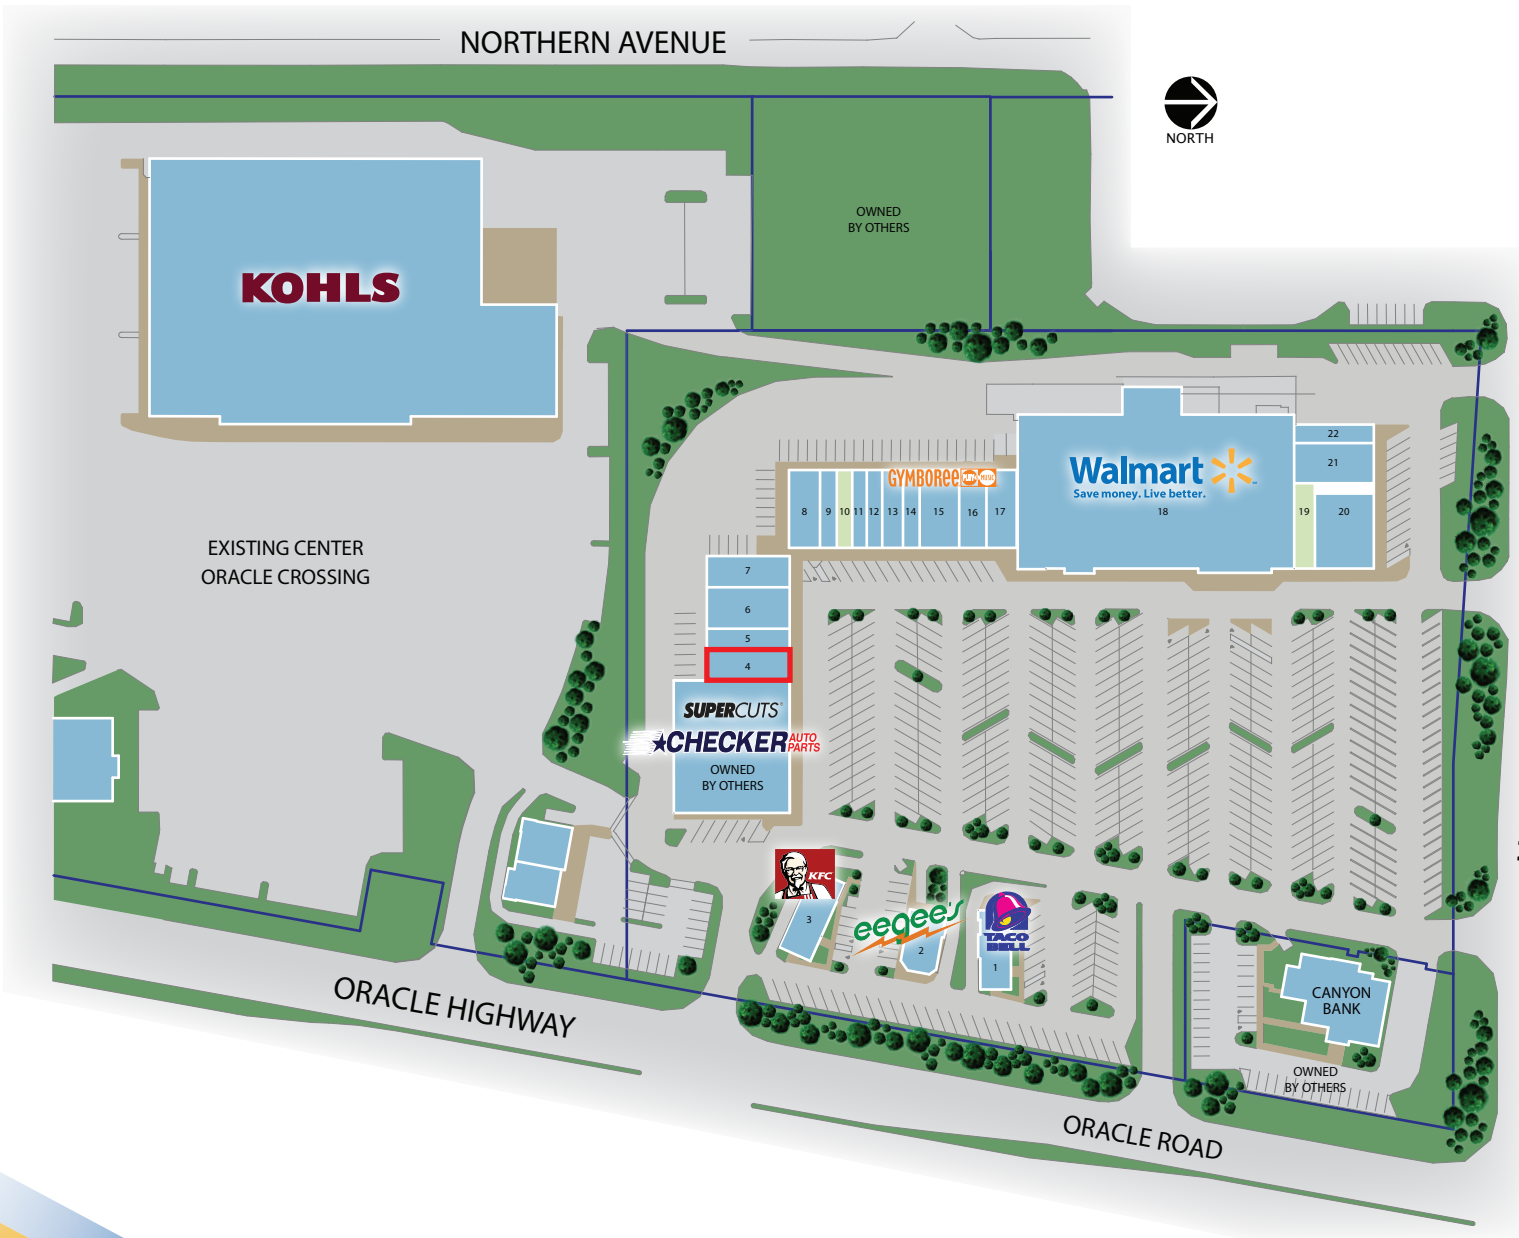 NORTHERN AVENUE
NORTH
OWNED
BY OTHERS
KOHLS
Walmart
Save money. Live better.
GYMBOREE
22
21
8
9
10
11
12
13
14
15
16
17
18
19
20
EXISTING CENTER
ORACLE CROSSING
7
6
5
4
SUPERCUTS
CHECKER AUTO
PARTS
OWNED
BY OTHERS
KFC
3
eegee's
2
TACO
BELL
1
CANYON
BANK
OWNED
BY OTHERS
ORACLE HIGHWAY
ORACLE ROAD